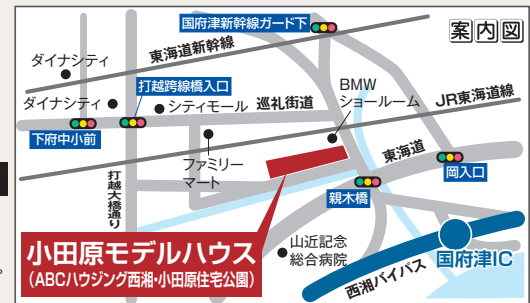 国府津新幹線ガード下
案内図
東海道新幹線
ダイナシティ
打越跨線橋入口
BMW
ショールーム
ダイナシティ
シティモール
巡礼街道
JR東海道線
下府中小前
ファミリー
マート
東海道
岡入口
打越大橋通り
親木橋
小田原モデルハウス
(ABCハウジング西湘・小田原住宅公園)
山近記念
総合病院
国府津IC
西湘バイパス
。